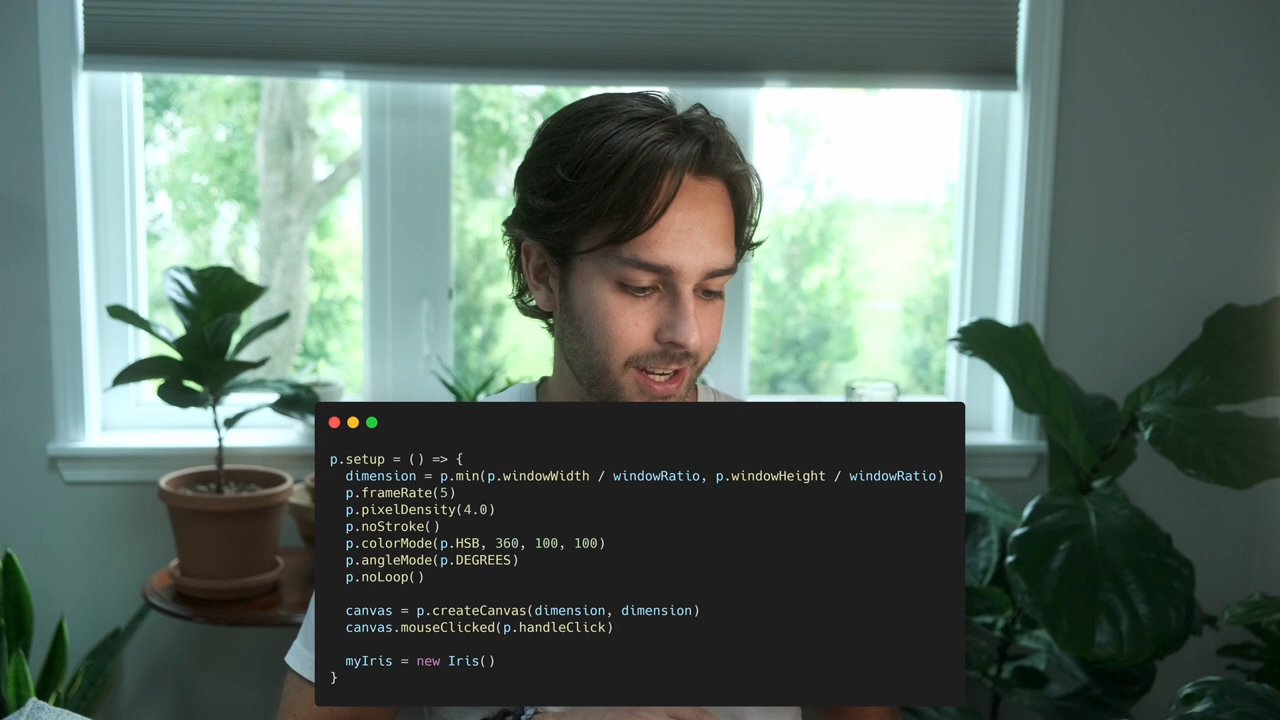 p.setup = () => {
  dimension = p.min(p.windowWidth / windowRatio, p.windowHeight / windowRatio)
  p.frameRate(5)
  p.pixelDensity(4.0)
  p.noStroke()
  p.colorMode(p.HSB, 360, 100, 100)
  p.angleMode(p.DEGREES)
  p.noLoop()

  canvas = p.createCanvas(dimension, dimension)
  canvas.mouseClicked(p.handleClick)

  myIris = new Iris()
}